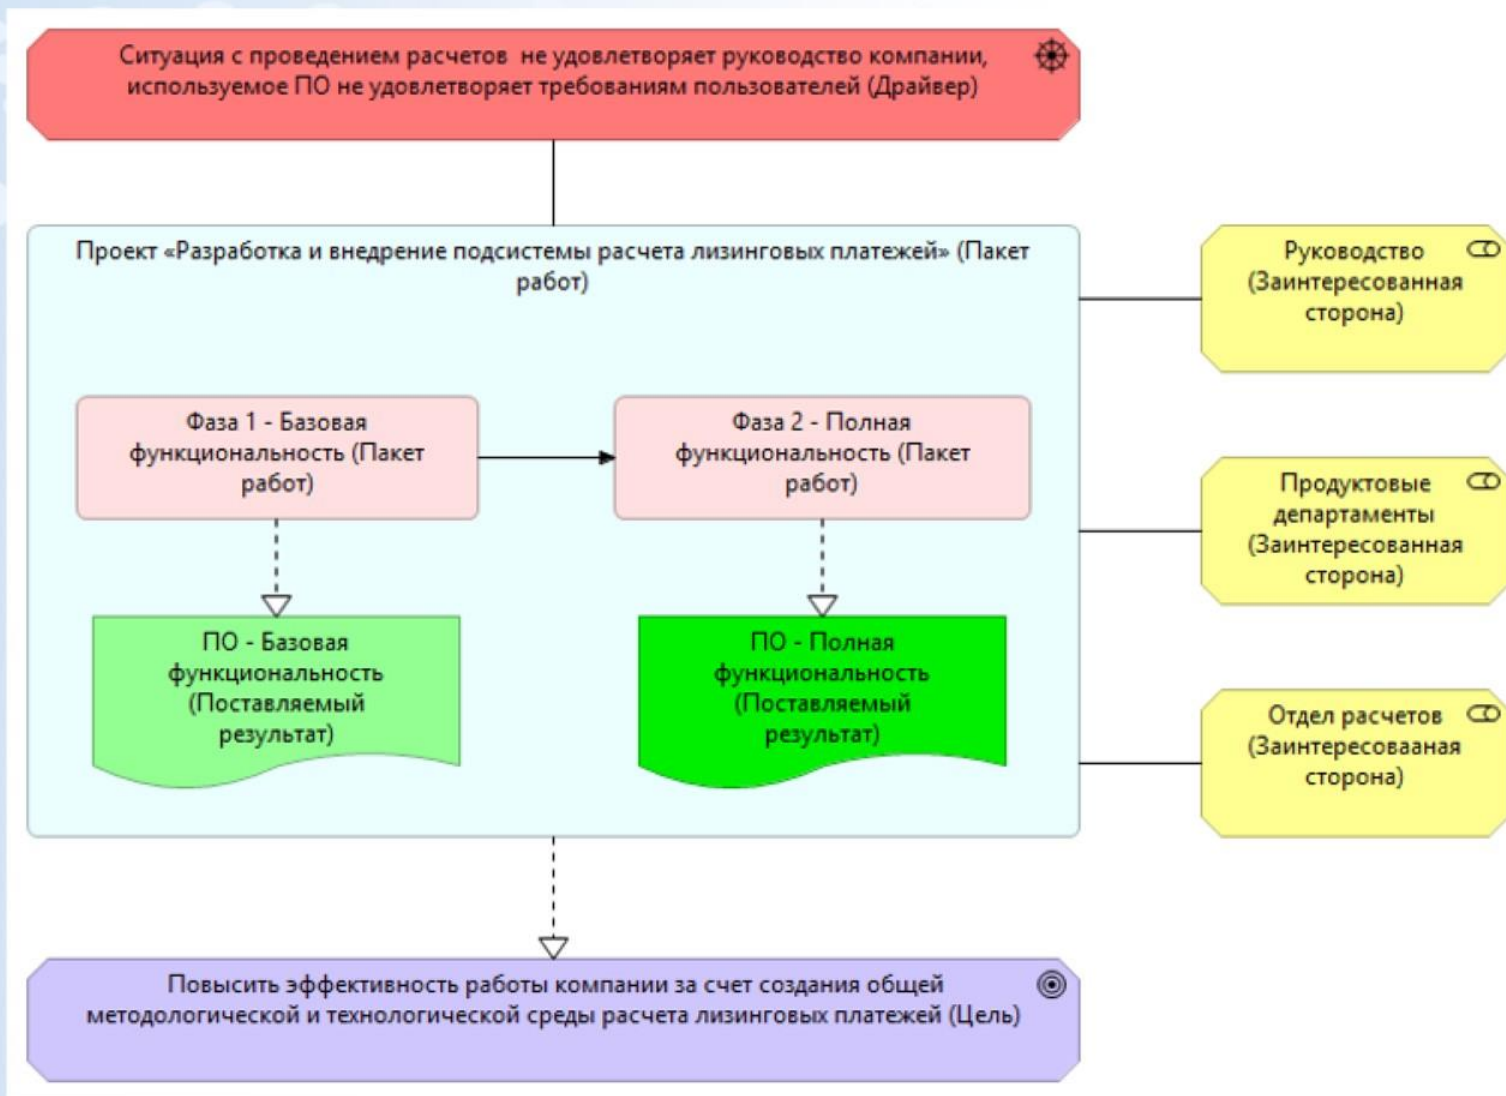 Ситуация с проведением расчетов  не удовлетворяет руководство компании,
используемое ПО не удовлетворяет требованиям пользователей (Драйвер)
Проект «Разработка и внедрение подсистемы расчета лизинговых платежей» (Пакет
работ)
Руководство
(Заинтересованная
сторона)
Фаза 1 - Базовая
функциональность (Пакет
работ)
Фаза 2 - Полная
функциональность (Пакет
работ)
Продуктовые
департаменты
(Заинтересованная
сторона)
ПО - Базовая
функциональность
(Поставляемый
результат)
ПО - Полная
функциональность
(Поставляемый
результат)
Отдел расчетов
(Заинтересовааная
сторона)
Повысить эффективность работы компании за счет создания общей
методологической и технологической среды расчета лизинговых платежей (Цель)